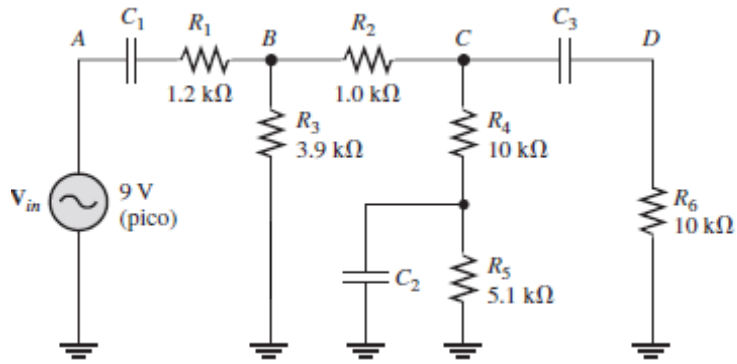 A C₁ R₁ B R₂ C C₃ D
1.2 kΩ 1.0 kΩ
R₃
3.9 kΩ
R₄
10 kΩ
V_in 9 V
(pico)
R₆
10 kΩ
C₂
R₅
5.1 kΩ